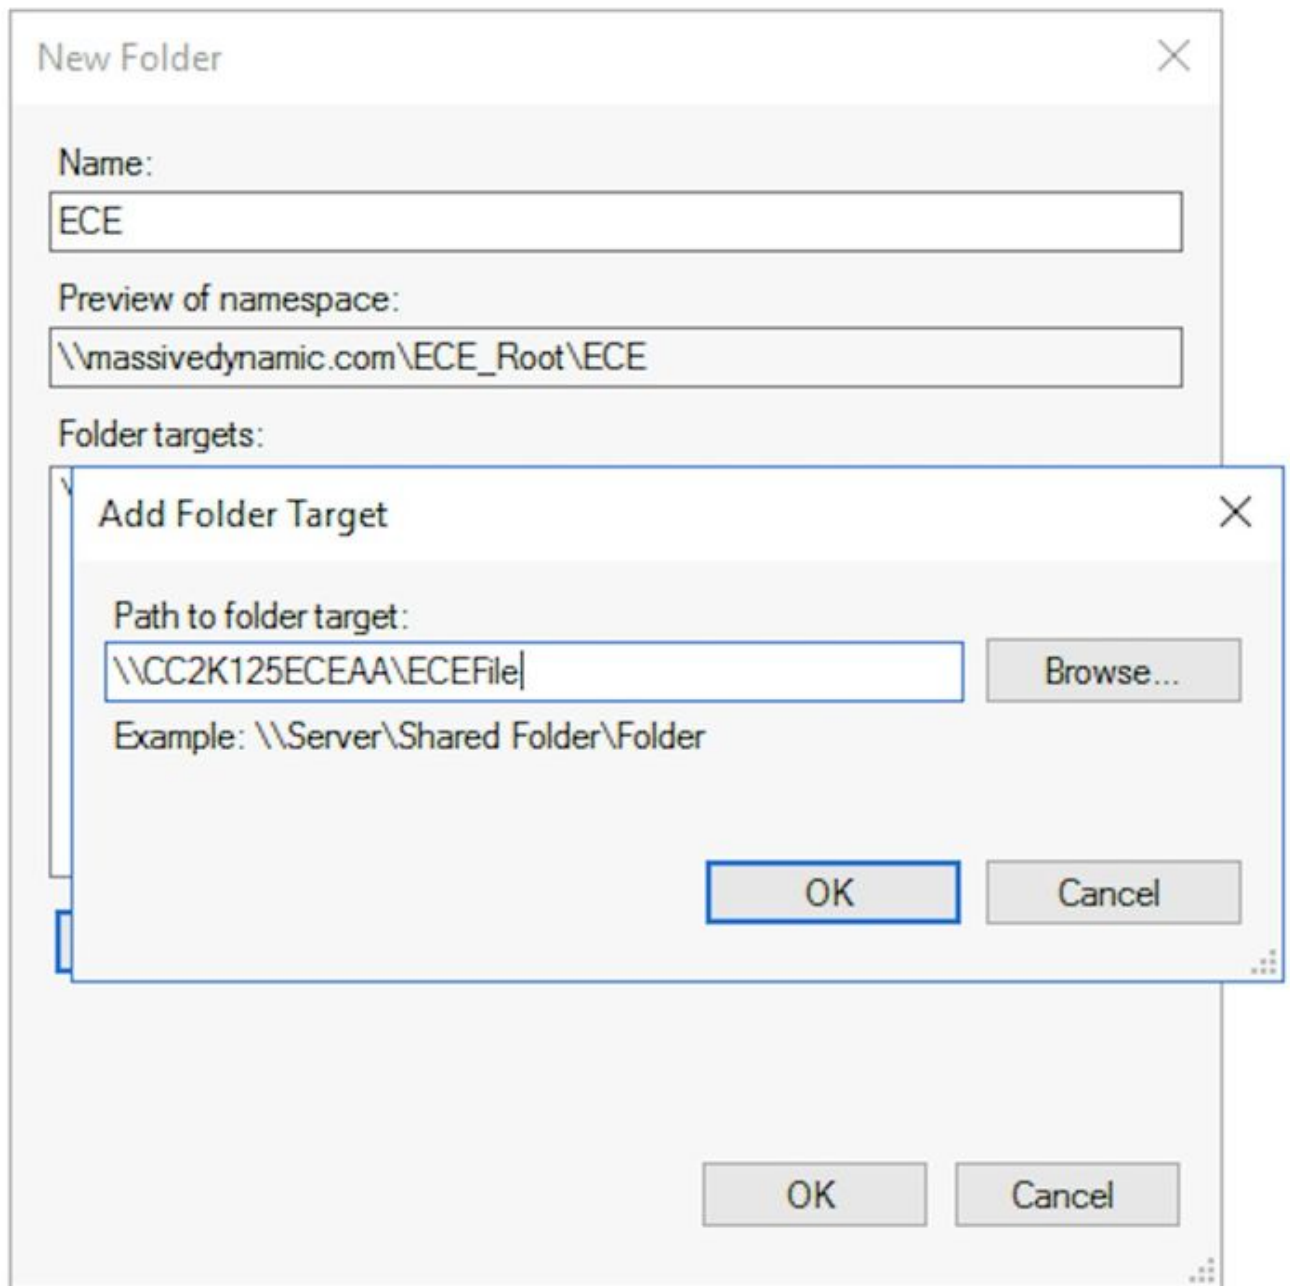 New Folder
Name:
ECE
Preview of namespace:
\\massivedynamic.com\ECE_Root\ECE
Folder targets:
Add Folder Target
Path to folder target:
\\CC2K125ECEAA\ECEFile
Browse...
Example: \\Server\Shared Folder\Folder
OK
Cancel
OK
Cancel